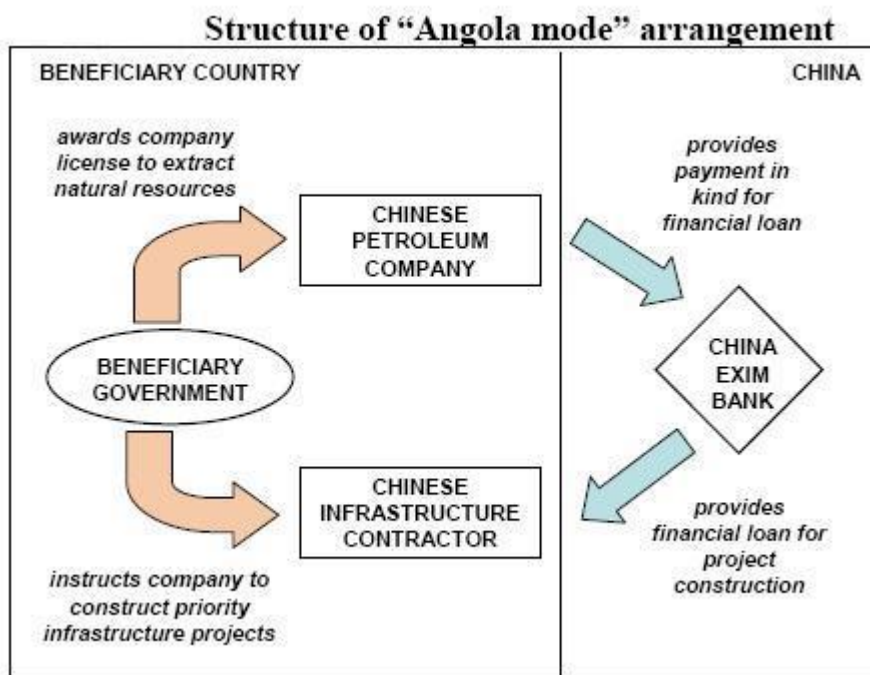 Structure of “Angola mode” arrangement
BENEFICIARY COUNTRY
CHINA
awards company
license to extract
natural resources
CHINESE
PETROLEUM
COMPANY
provides
payment in
kind for
financial loan
BENEFICIARY
GOVERNMENT
CHINA
EXIM
BANK
CHINESE
INFRASTRUCTURE
CONTRACTOR
instructs company to
construct priority
infrastructure projects
provides
financial loan for
project
construction